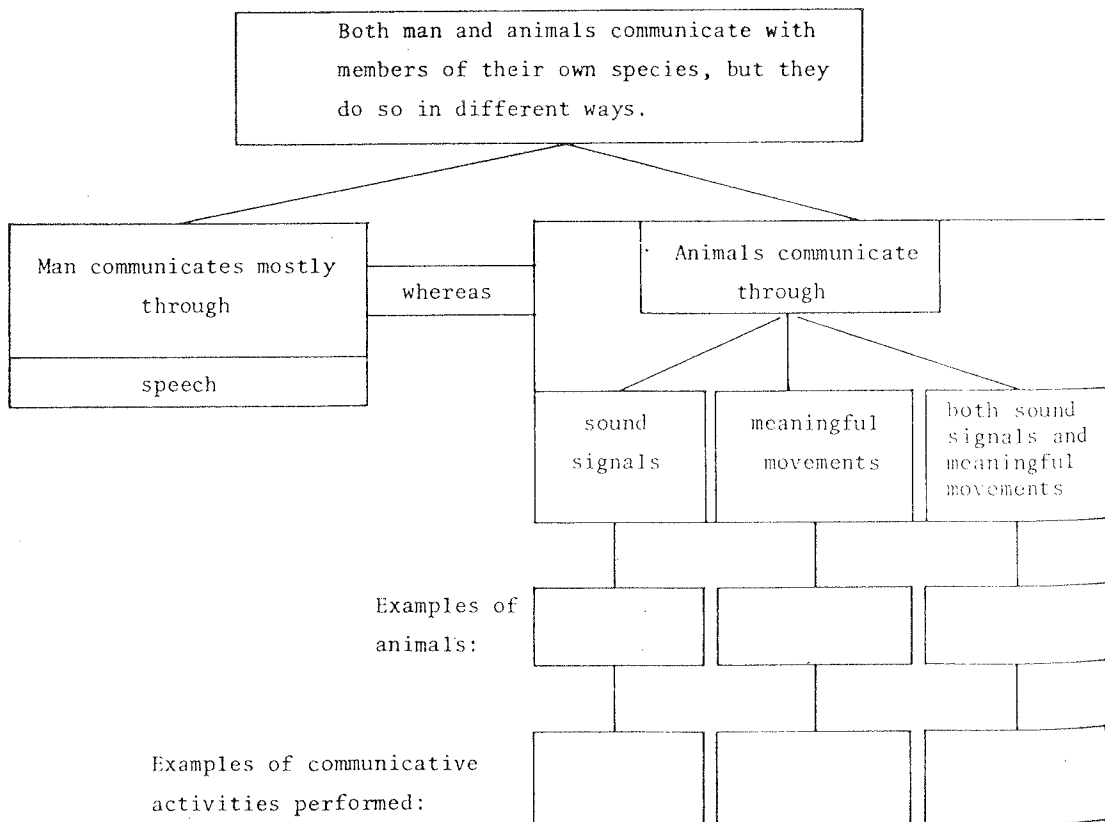 Both man and animals communicate with
members of their own species, but they
do so in different ways.
Man communicates mostly
through
speech
whereas
Animals communicate
through
sound
signals
meaningful
movements
both sound
signals and
meaningful
movements
Examples of
animals:
Examples of communicative
activities performed: